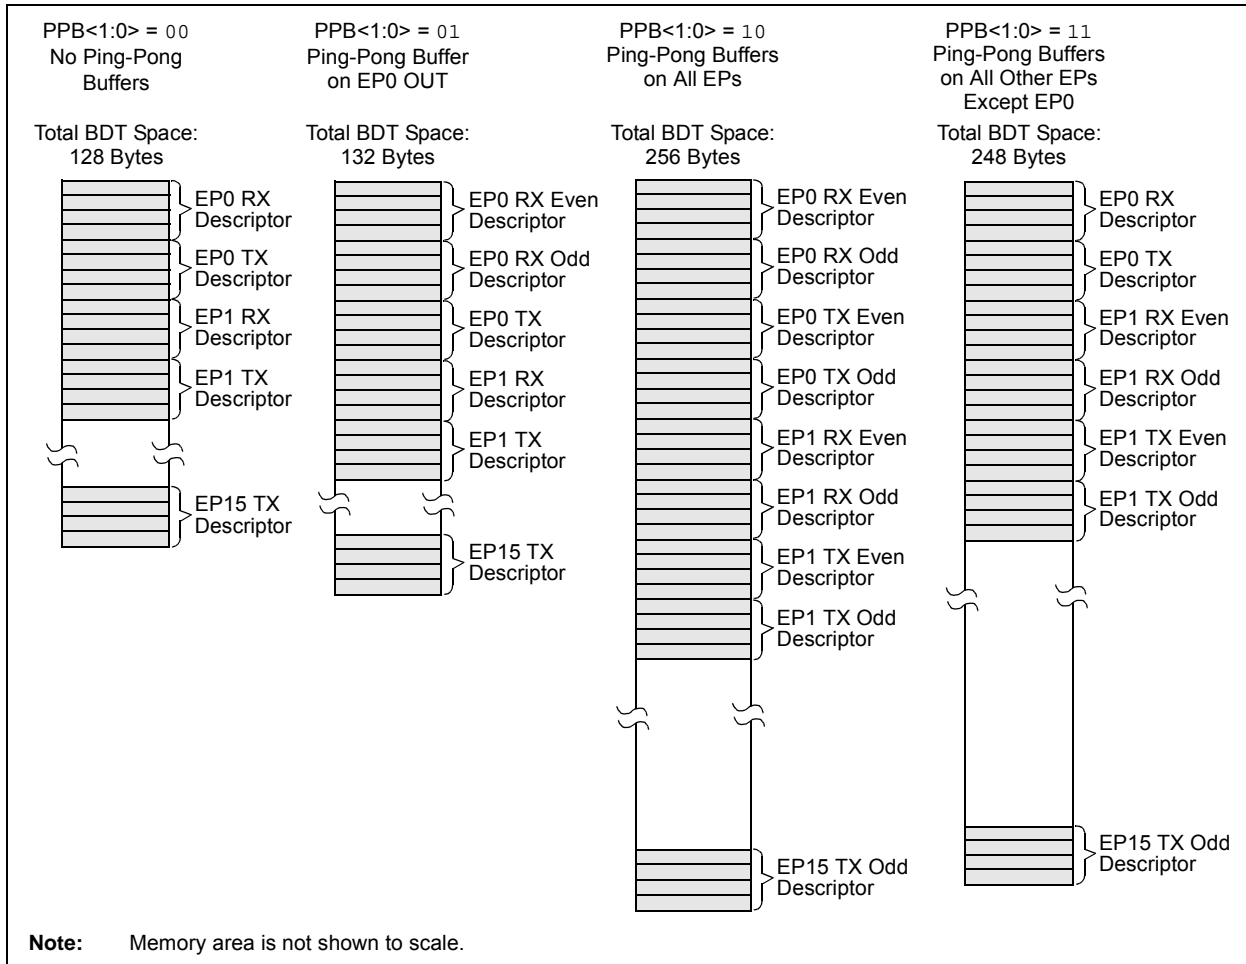 PPB<1:0> = 00
No Ping-Pong
Buffers
Total BDT Space:
128 Bytes
EP0 RX
Descriptor
EP0 TX
Descriptor
EP1 RX
Descriptor
EP1 TX
Descriptor
EP15 TX
Descriptor
PPB<1:0> = 01
Ping-Pong Buffer
on EP0 OUT
Total BDT Space:
132 Bytes
EP0 RX Even
Descriptor
EP0 RX Odd
Descriptor
EP0 TX
Descriptor
EP1 RX
Descriptor
EP1 TX
Descriptor
EP15 TX
Descriptor
PPB<1:0> = 10
Ping-Pong Buffers
on All EPs
Total BDT Space:
256 Bytes
EP0 RX Even
Descriptor
EP0 RX Odd
Descriptor
EP0 TX Even
Descriptor
EP0 TX Odd
Descriptor
EP1 RX Even
Descriptor
EP1 RX Odd
Descriptor
EP1 TX Even
Descriptor
EP1 TX Odd
Descriptor
EP15 TX Odd
Descriptor
PPB<1:0> = 11
Ping-Pong Buffers
on All Other EPs
Except EP0
Total BDT Space:
248 Bytes
EP0 RX
Descriptor
EP0 TX
Descriptor
EP1 RX Even
Descriptor
EP1 RX Odd
Descriptor
EP1 TX Even
Descriptor
EP1 TX Odd
Descriptor
EP15 TX Odd
Descriptor
Note: Memory area is not shown to scale.